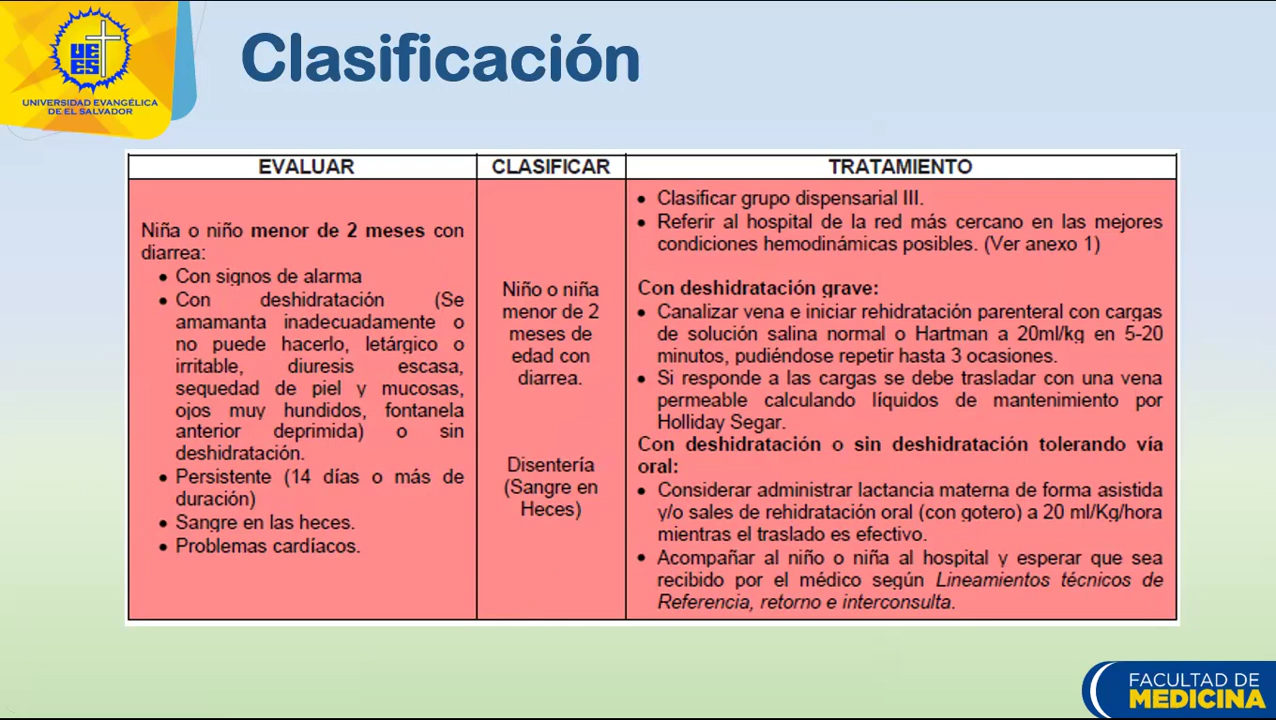 UE
ES
UNIVERSIDAD EVANGÉLICA
DE EL SALVADOR
Clasificación
EVALUAR
CLASIFICAR
TRATAMIENTO
Niña o niño menor de 2 meses con
diarrea:
• Con signos de alarma
• Con deshidratación (Se
amamanta inadecuadamente o
no puede hacerlo, letárgico o
irritable, diuresis escasa,
sequedad de piel y mucosas,
ojos muy hundidos, fontanela
anterior deprimida) o sin
deshidratación.
• Persistente (14 días o más de
duración)
• Sangre en las heces.
• Problemas cardíacos.
Niño o niña
menor de 2
meses de
edad con
diarrea.
Disentería
(Sangre en
Heces)
• Clasificar grupo dispensarial III.
• Referir al hospital de la red más cercano en las mejores
condiciones hemodinámicas posibles. (Ver anexo 1)
Con deshidratación grave:
• Canalizar vena e iniciar rehidratación parenteral con cargas
de solución salina normal o Hartman a 20ml/kg en 5-20
minutos, pudiéndose repetir hasta 3 ocasiones.
• Si responde a las cargas se debe trasladar con una vena
permeable calculando líquidos de mantenimiento por
Holliday Segar.
Con deshidratación o sin deshidratación tolerando vía
oral:
• Considerar administrar lactancia materna de forma asistida
y/o sales de rehidratación oral (con gotero) a 20 ml/Kg/hora
mientras el traslado es efectivo.
• Acompañar al niño o niña al hospital y esperar que sea
recibido por el médico según Lineamientos técnicos de
Referencia, retorno e interconsulta.
FACULTAD DE
MEDICINA